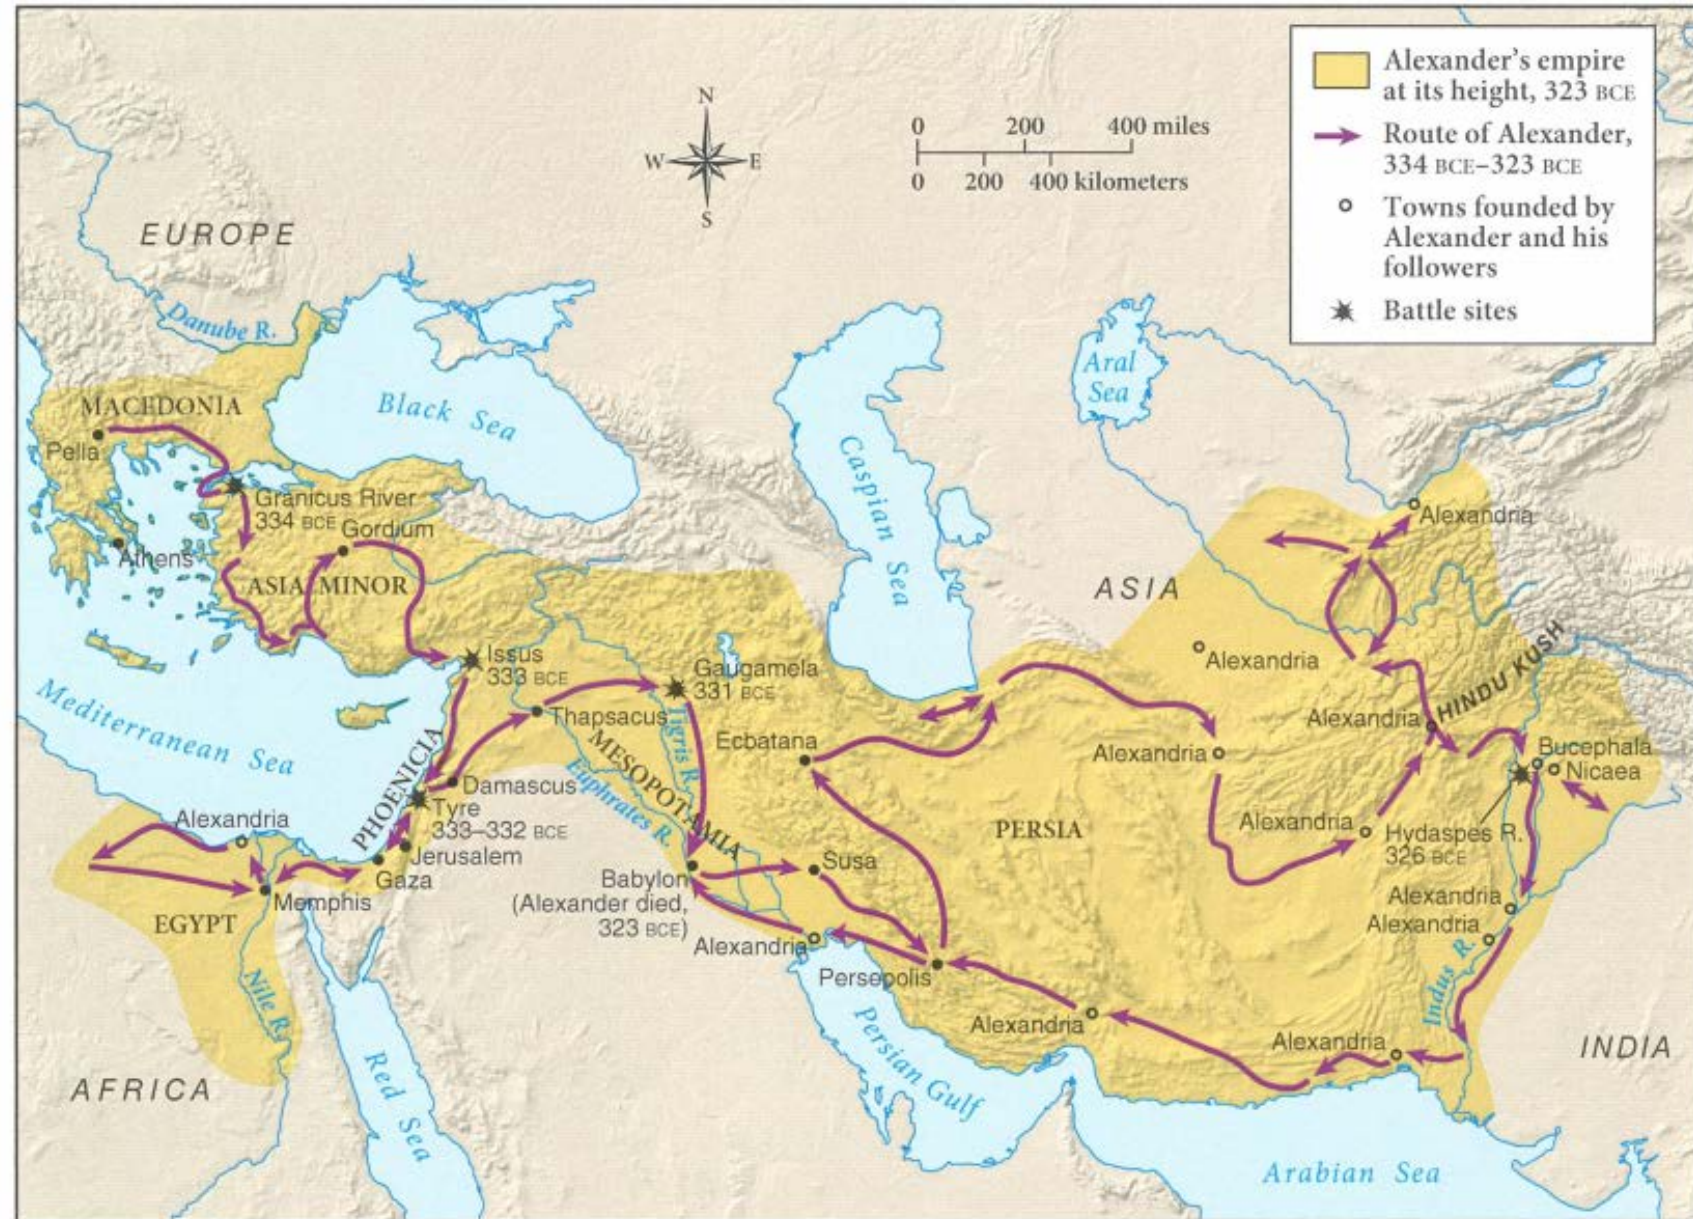 Alexander's empire
at its height, 323 BCE
Route of Alexander,
334 BCE–323 BCE
Towns founded by
Alexander and his
followers
Battle sites
N
W
E
S
0 200 400 miles
0 200 400 kilometers
EUROPE
Danube R.
Black Sea
Aral
Sea
Caspian
Sea
MACEDONIA
Pella
Granicus River
334 BCE
Gordium
Athens
ASIA MINOR
ASIA
Alexandria
Issus
333 BCE
Gaugamela
331 BCE
Alexandria
HINDU KUSH
Mediterranean Sea
Thapsacus
Tigris R.
Ecbatana
Alexandria
Alexandria
Bucephala
Nicaea
PHOENICIA
Damascus
MESOPOTAMIA
Euphrates R.
Tyre
333–332 BCE
Alexandria
Jerusalem
Gaza
Memphis
EGYPT
Nile R.
PERSIA
Alexandria
Hydaspes R.
326 BCE
Susa
Babylon
(Alexander died,
323 BCE)
Alexandria
Persepolis
Alexandria
Alexandria
Indus R.
Alexandria
Alexandria
INDIA
AFRICA
Red Sea
Persian Gulf
Arabian Sea